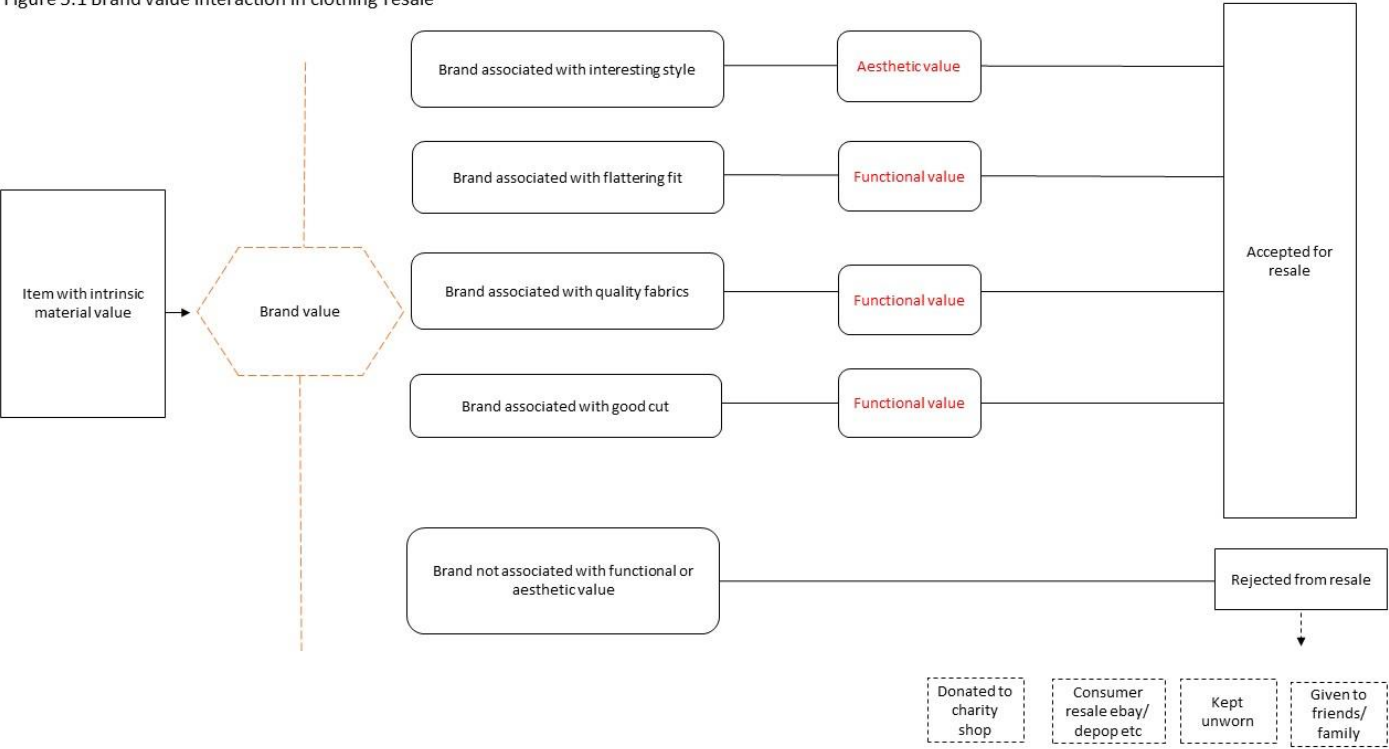 Figure 5.1 Brand value interaction in clothing resale
Brand associated with interesting style
Aesthetic value
Brand associated with flattering fit
Functional value
Item with intrinsic
material value
Brand value
Brand associated with quality fabrics
Functional value
Accepted for
resale
Brand associated with good cut
Functional value
Brand not associated with functional or
aesthetic value
Rejected from resale
Donated to
charity
shop
Consumer
resale ebay/
depop etc
Kept
unworn
Given to
friends/
family